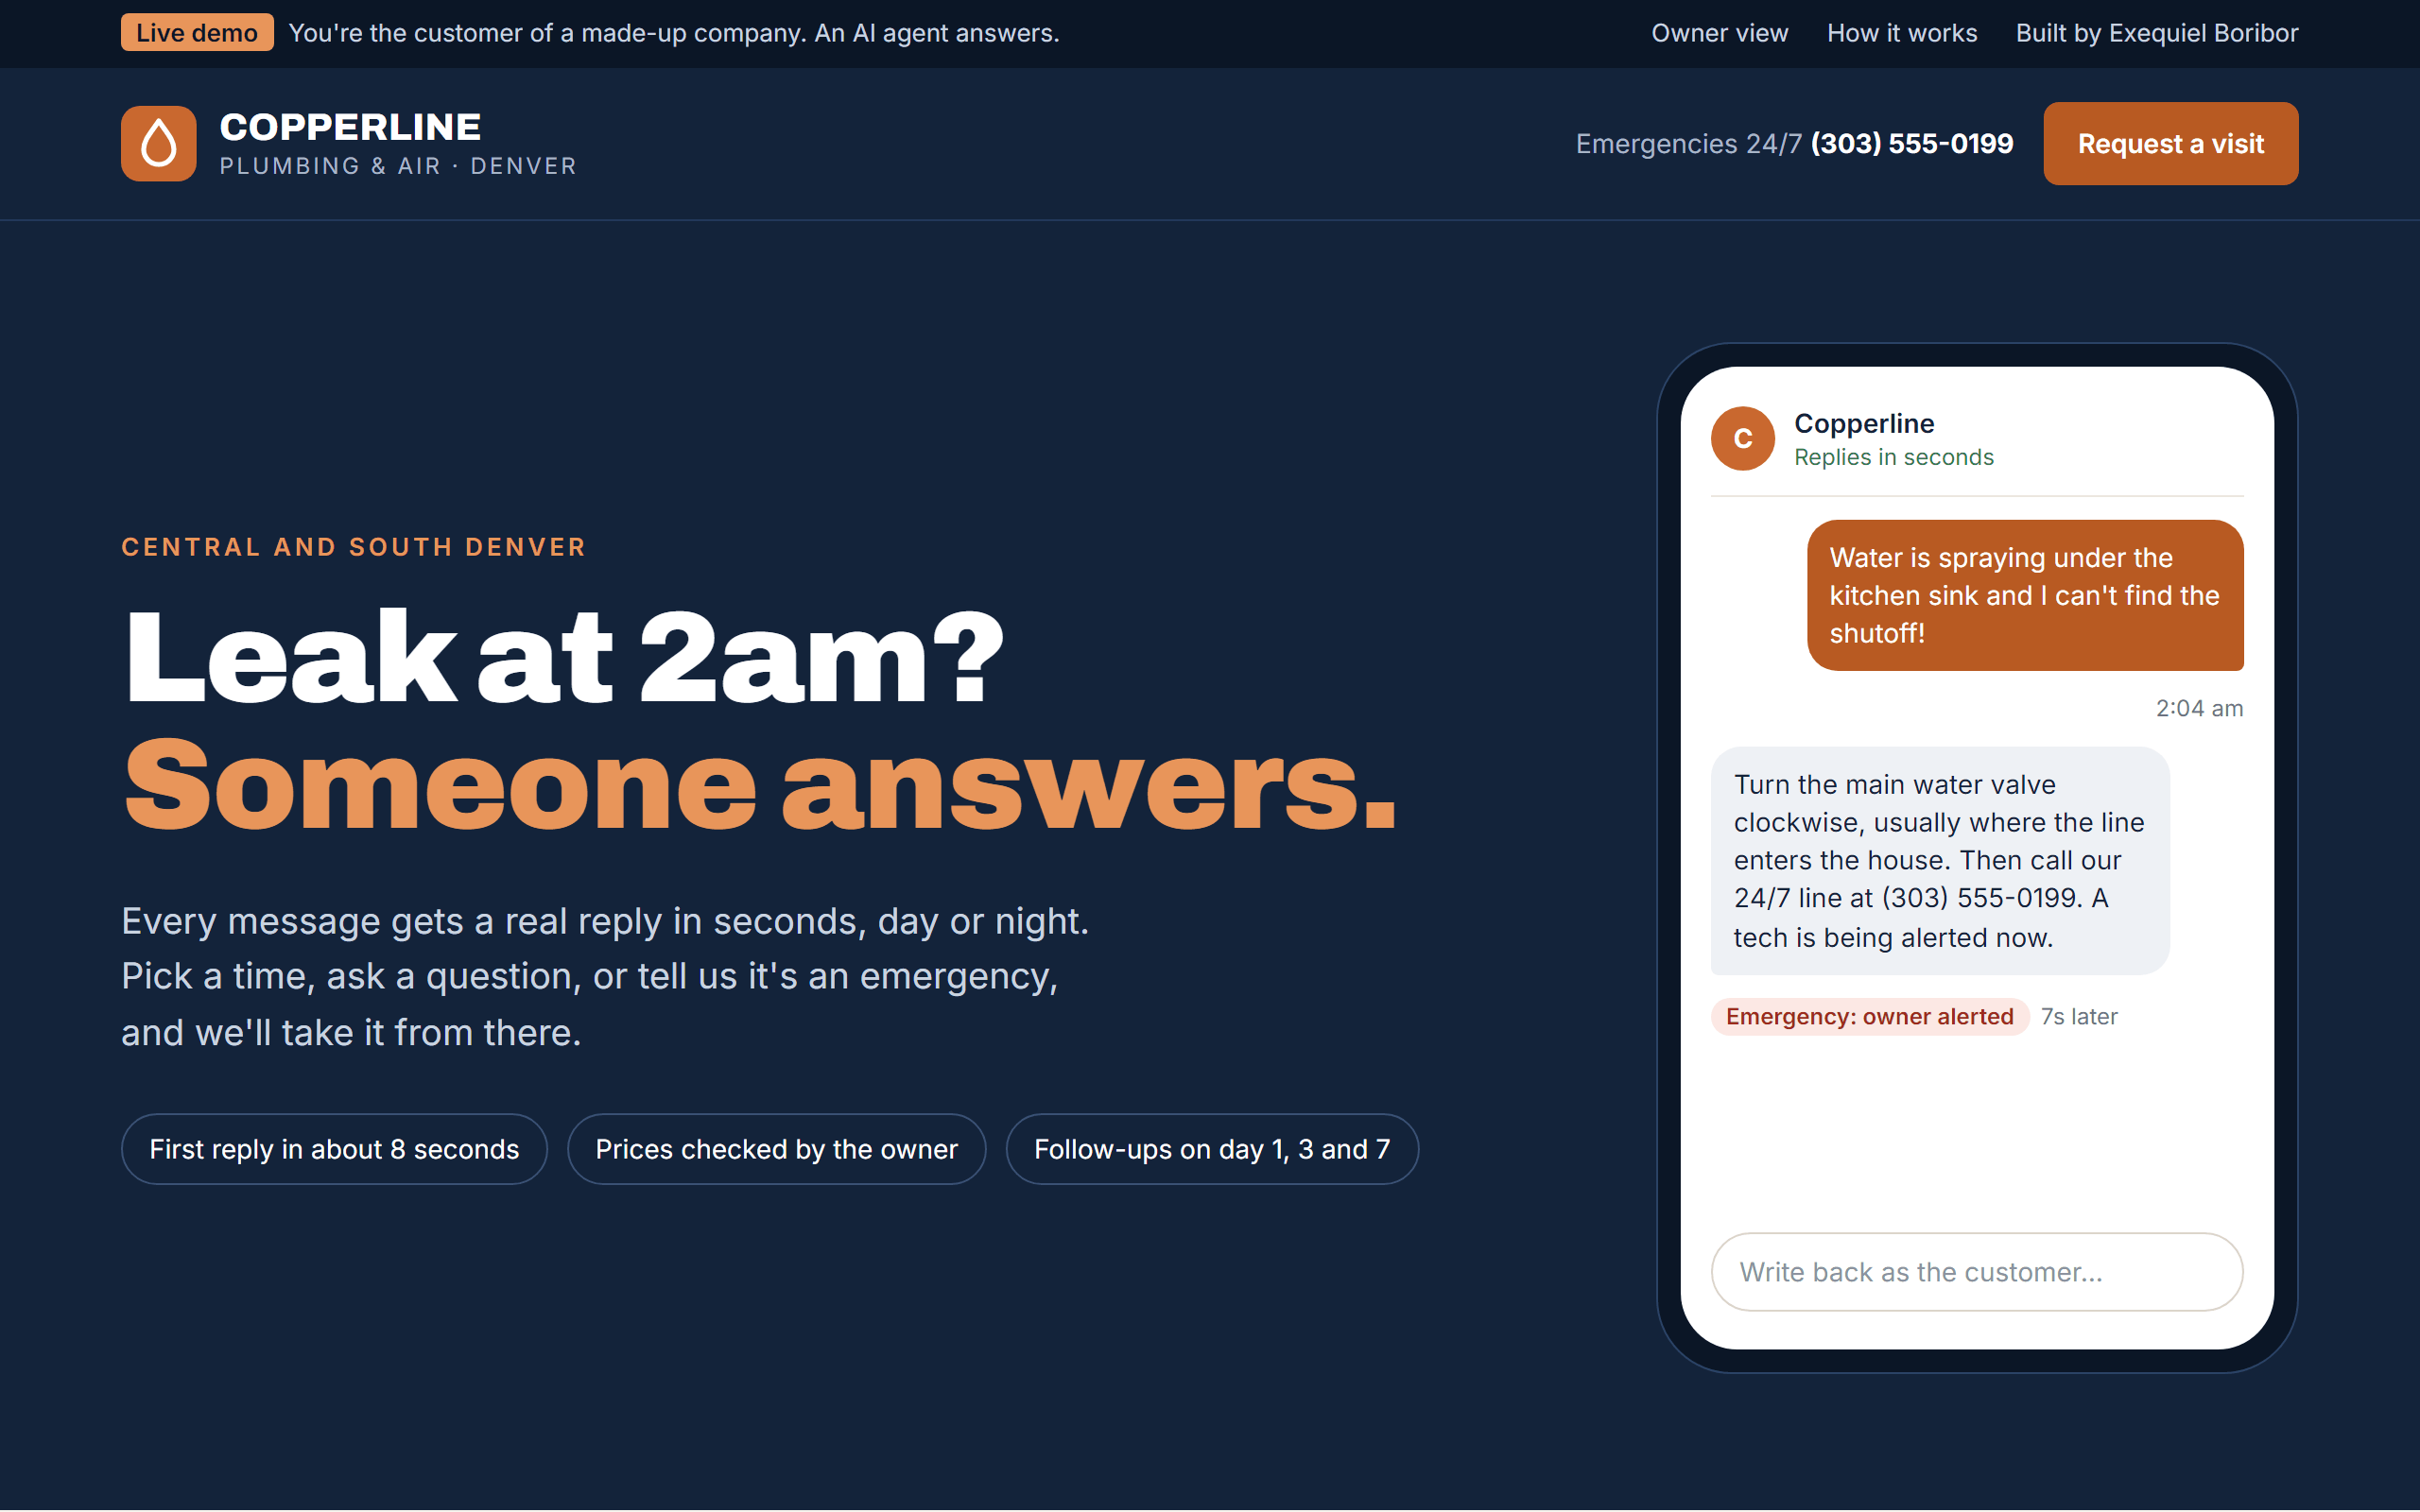 Live demo You're the customer of a made-up company. An AI agent answers. Owner view How it works Built by Exequiel Boribor
COPPERLINE
PLUMBING & AIR · DENVER
Emergencies 24/7 (303) 555-0199 Request a visit
CENTRAL AND SOUTH DENVER
Leak at 2am?
Someone answers.
Every message gets a real reply in seconds, day or night.
Pick a time, ask a question, or tell us it's an emergency,
and we'll take it from there.
First reply in about 8 seconds Prices checked by the owner Follow-ups on day 1, 3 and 7
C
Copperline
Replies in seconds
Water is spraying under the
kitchen sink and I can't find the
shutoff!
2:04 am
Turn the main water valve
clockwise, usually where the line
enters the house. Then call our
24/7 line at (303) 555-0199. A
tech is being alerted now.
Emergency: owner alerted 7s later
Write back as the customer...